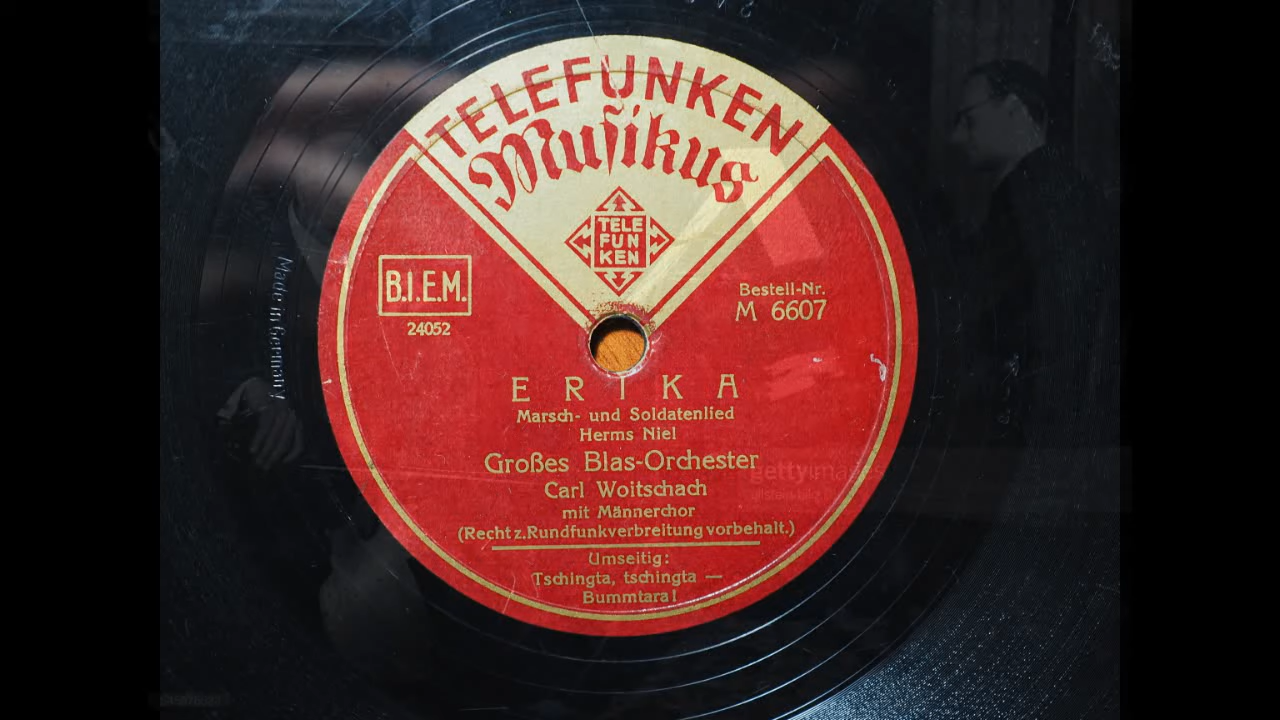 TELEFUNKEN
Muſikus
TELE
FUN
KEN
B.I.E.M.
24052
Bestell-Nr.
M 6607
Made in Germany
ERIKA
Marsch- und Soldatenlied
Herms Niel
Großes Blas-Orchester
gettyimages
Carl Woitschach
mit Männerchor
(Recht z. Rundfunkverbreitung vorbehalt.)
Umseitig:
Tschingta, tschingta —
Bummtara!